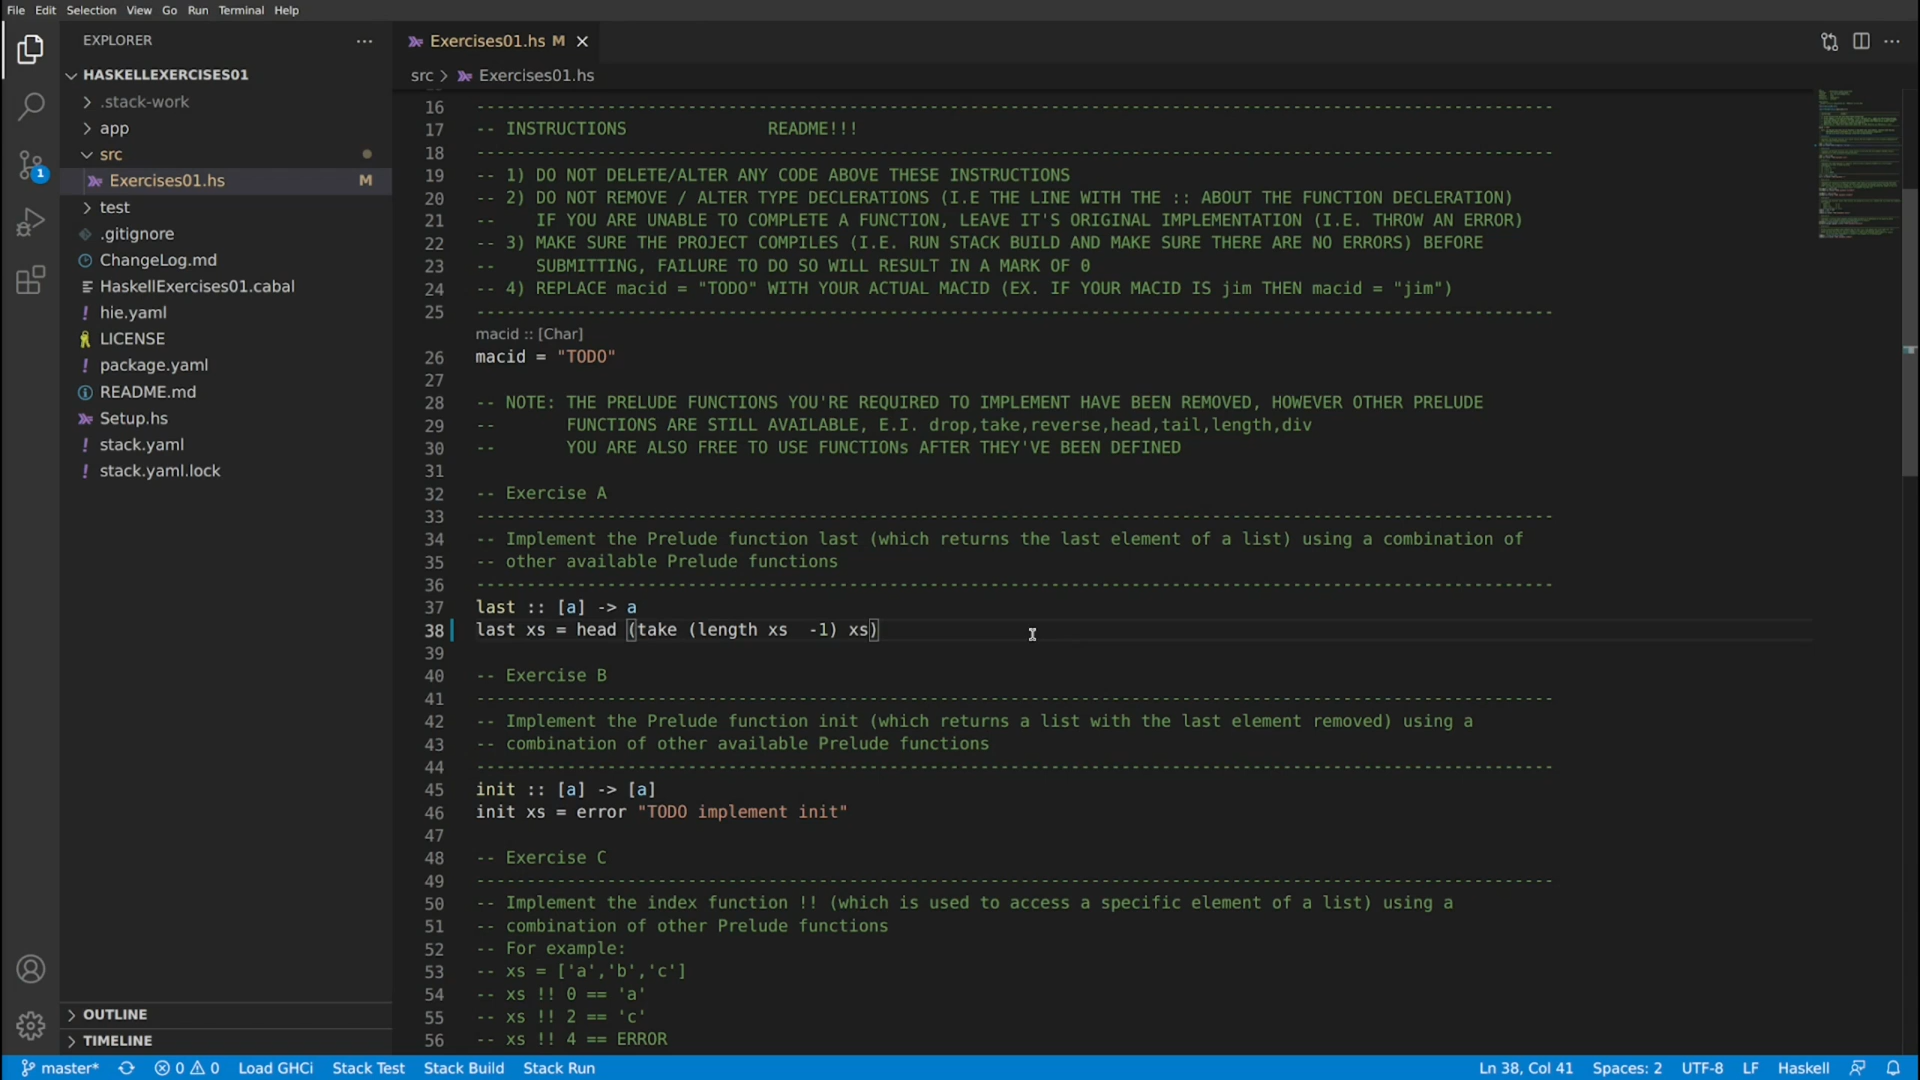 File Edit Selection View Go Run Terminal Help
EXPLORER
HASKELLEXERCISES01
.stack-work
app
src
Exercises01.hs M
test
.gitignore
ChangeLog.md
HaskellExercises01.cabal
hie.yaml
LICENSE
package.yaml
README.md
Setup.hs
stack.yaml
stack.yaml.lock
OUTLINE
TIMELINE
1
Exercises01.hs M
src > Exercises01.hs
16 --------------------------------------------------------------------------------------------------------
17 -- INSTRUCTIONS              README!!!
18 --------------------------------------------------------------------------------------------------------
19 -- 1) DO NOT DELETE/ALTER ANY CODE ABOVE THESE INSTRUCTIONS
20 -- 2) DO NOT REMOVE / ALTER TYPE DECLERATIONS (I.E THE LINE WITH THE :: ABOUT THE FUNCTION DECLERATION)
21 --    IF YOU ARE UNABLE TO COMPLETE A FUNCTION, LEAVE IT'S ORIGINAL IMPLEMENTATION (I.E. THROW AN ERROR)
22 -- 3) MAKE SURE THE PROJECT COMPILES (I.E. RUN STACK BUILD AND MAKE SURE THERE ARE NO ERRORS) BEFORE
23 --    SUBMITTING, FAILURE TO DO SO WILL RESULT IN A MARK OF 0
24 -- 4) REPLACE macid = "TODO" WITH YOUR ACTUAL MACID (EX. IF YOUR MACID IS jim THEN macid = "jim")
25 --------------------------------------------------------------------------------------------------------
macid :: [Char]
26 macid = "TODO"
27
28 -- NOTE: THE PRELUDE FUNCTIONS YOU'RE REQUIRED TO IMPLEMENT HAVE BEEN REMOVED, HOWEVER OTHER PRELUDE
29 --       FUNCTIONS ARE STILL AVAILABLE, E.I. drop,take,reverse,head,tail,length,div
30 --       YOU ARE ALSO FREE TO USE FUNCTIONs AFTER THEY'VE BEEN DEFINED
31
32 -- Exercise A
33 --------------------------------------------------------------------------------------------------------
34 -- Implement the Prelude function last (which returns the last element of a list) using a combination of
35 -- other available Prelude functions
36 --------------------------------------------------------------------------------------------------------
37 last :: [a] -> a
38 last xs = head (take (length xs  -1) xs)
39
40 -- Exercise B
41 --------------------------------------------------------------------------------------------------------
42 -- Implement the Prelude function init (which returns a list with the last element removed) using a
43 -- combination of other available Prelude functions
44 --------------------------------------------------------------------------------------------------------
45 init :: [a] -> [a]
46 init xs = error "TODO implement init"
47
48 -- Exercise C
49 --------------------------------------------------------------------------------------------------------
50 -- Implement the index function !! (which is used to access a specific element of a list) using a
51 -- combination of other Prelude functions
52 -- For example:
53 -- xs = ['a','b','c']
54 -- xs !! 0 == 'a'
55 -- xs !! 2 == 'c'
56 -- xs !! 4 == ERROR
master* 0 0 Load GHCi Stack Test Stack Build Stack Run Ln 38, Col 41 Spaces: 2 UTF-8 LF Haskell